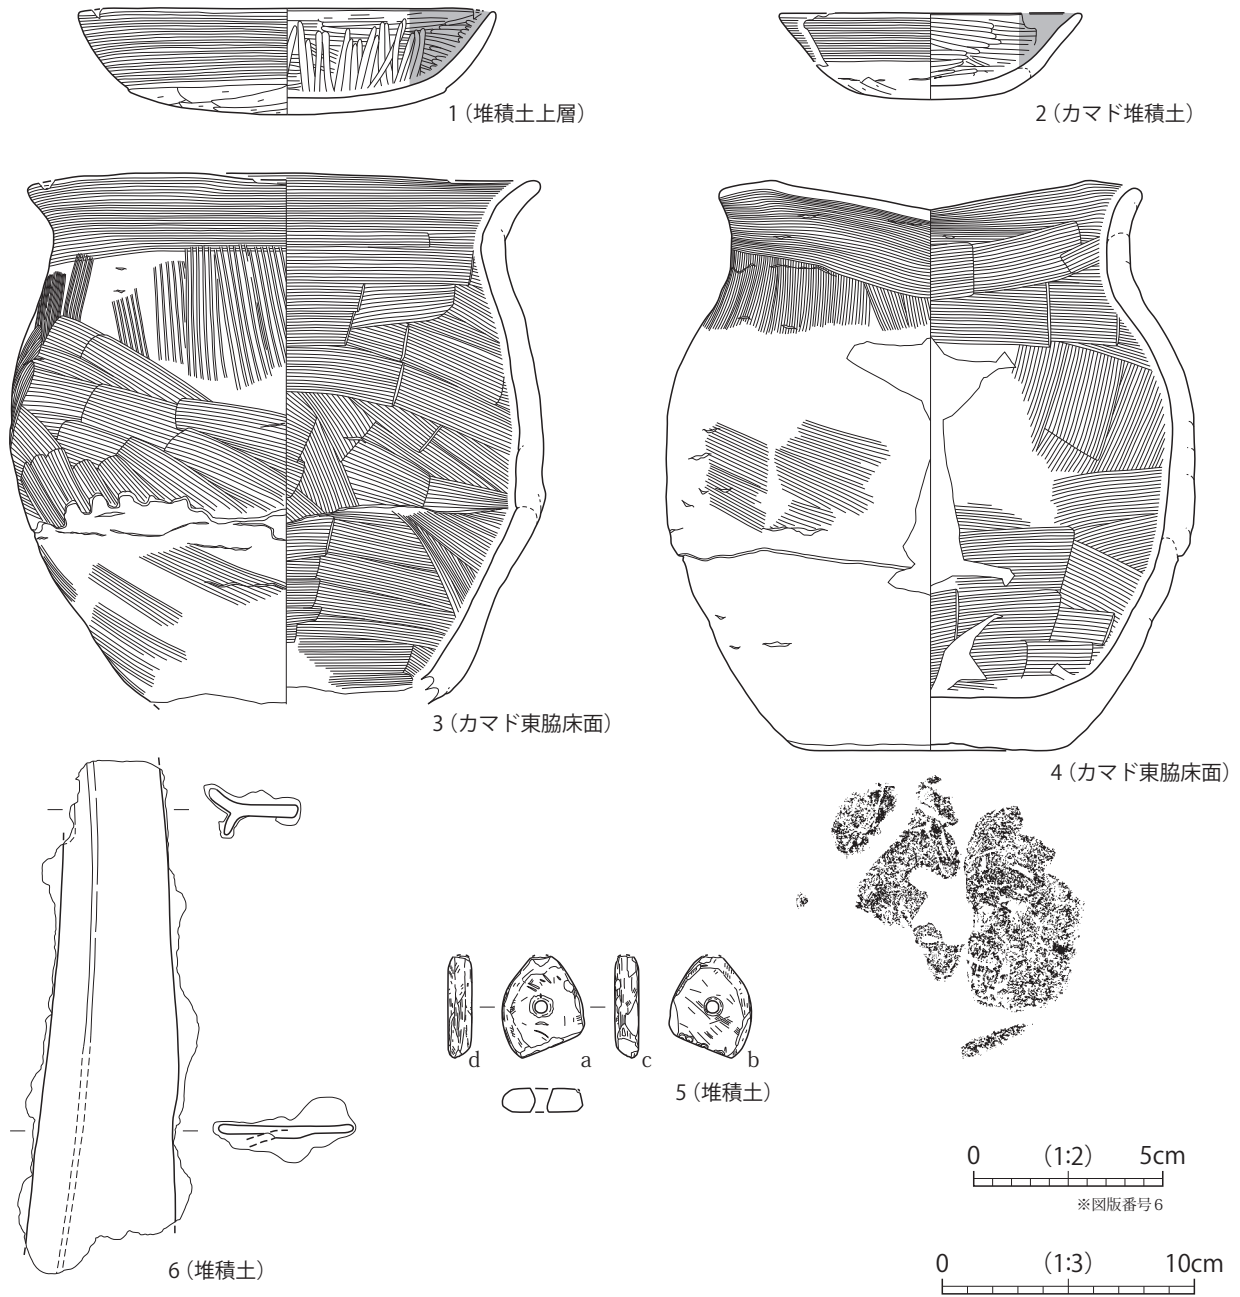 1（堆積土上層）
2（カマド堆積土）
3（カマド東脇床面）
4（カマド東脇床面）
d a c b
5（堆積土）
6（堆積土）
0 （1:2） 5cm
※図版番号6
0 （1:3） 10cm